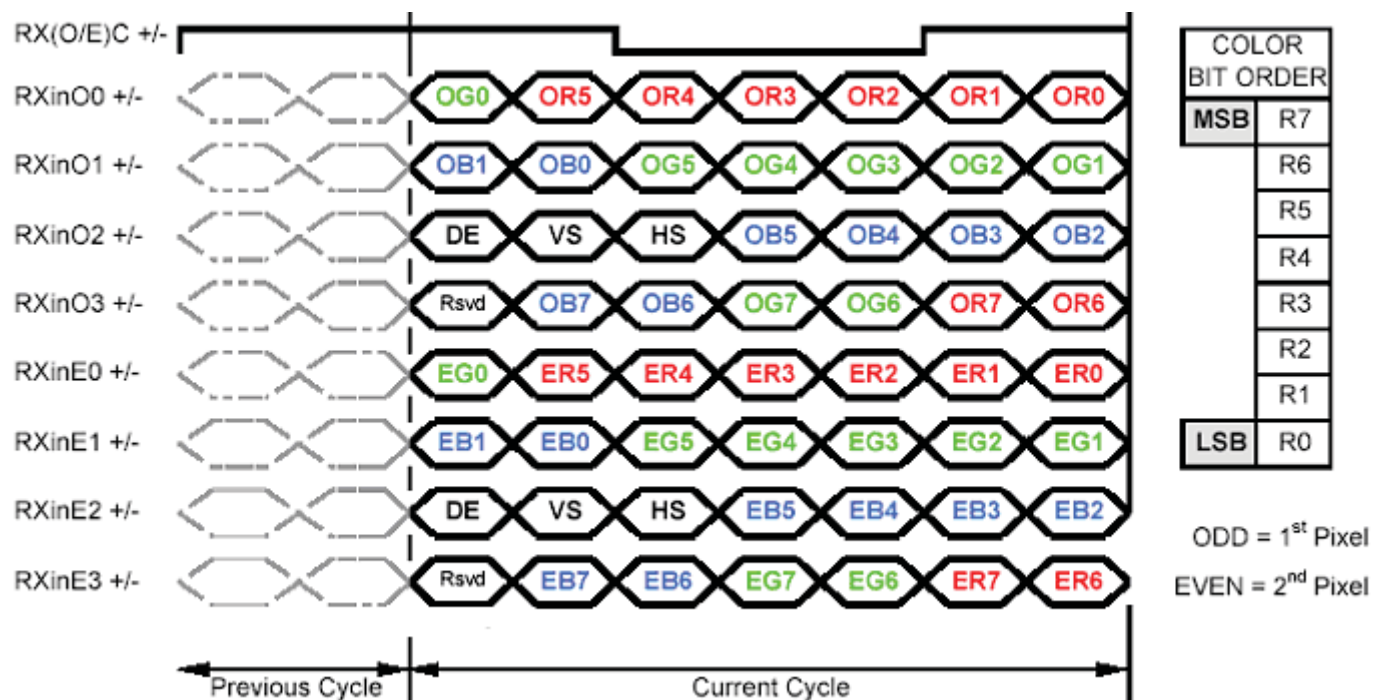 RX(O/E)C +/-
RXinO0 +/- OG0 OR5 OR4 OR3 OR2 OR1 OR0
RXinO1 +/- OB1 OB0 OG5 OG4 OG3 OG2 OG1
RXinO2 +/- DE VS HS OB5 OB4 OB3 OB2
RXinO3 +/- Rsvd OB7 OB6 OG7 OG6 OR7 OR6
RXinE0 +/- EG0 ER5 ER4 ER3 ER2 ER1 ER0
RXinE1 +/- EB1 EB0 EG5 EG4 EG3 EG2 EG1
RXinE2 +/- DE VS HS EB5 EB4 EB3 EB2
RXinE3 +/- Rsvd EB7 EB6 EG7 EG6 ER7 ER6
Previous Cycle Current Cycle
COLOR
BIT ORDER
MSB R7
R6
R5
R4
R3
R2
R1
LSB R0
ODD = 1st Pixel
EVEN = 2nd Pixel